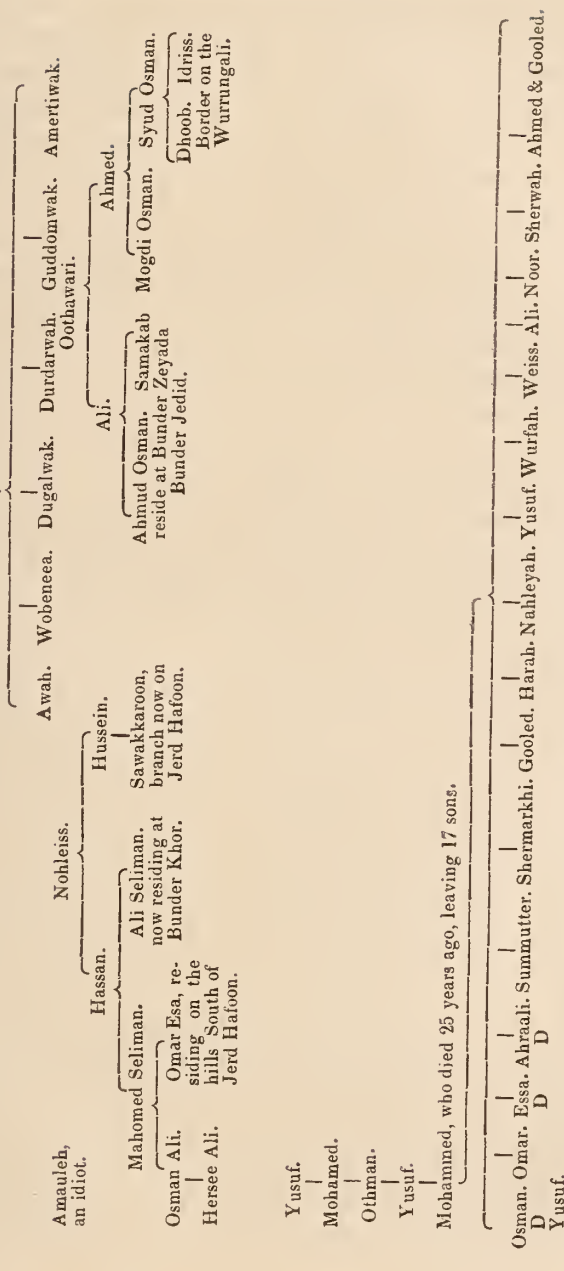 Awah. Wobeneea. Dugalwak. Durdarwah. Guddomwak. Amertiwak.
Oothawari.
Amauleh,
an idiot.
Nohleiss.
Hassan.
Hussein.
Ali.
Ahmed.
Mahomed Seliman.
Ali Seliman.
now residing at
Bunder Khor.
Sawakkaroon,
branch now on
Jerd Hafoon.
Ahmud Osman. Samakab
reside at Bunder Zeyada
Bunder Jedid.
Mogdi Osman. Syud Osman.
Dhoob. Idriss.
Border on the
Wurrungali.
Osman Ali.
Hersee Ali.
Omar Esa, re-
siding on the
hills South of
Jerd Hafoon.
Yusuf.
Mohamed.
Othman.
Yusuf.
Mohammed, who died 25 years ago, leaving 17 sons.
Osman. Omar. Essa. Ahraali. Summutter. Shermarkhi. Gooled. Harah. Nahleyah. Yusuf. Wurfah. Weiss. Ali. Noor. Sherwah. Ahmed & Gooled.
D D D
Yusuf.